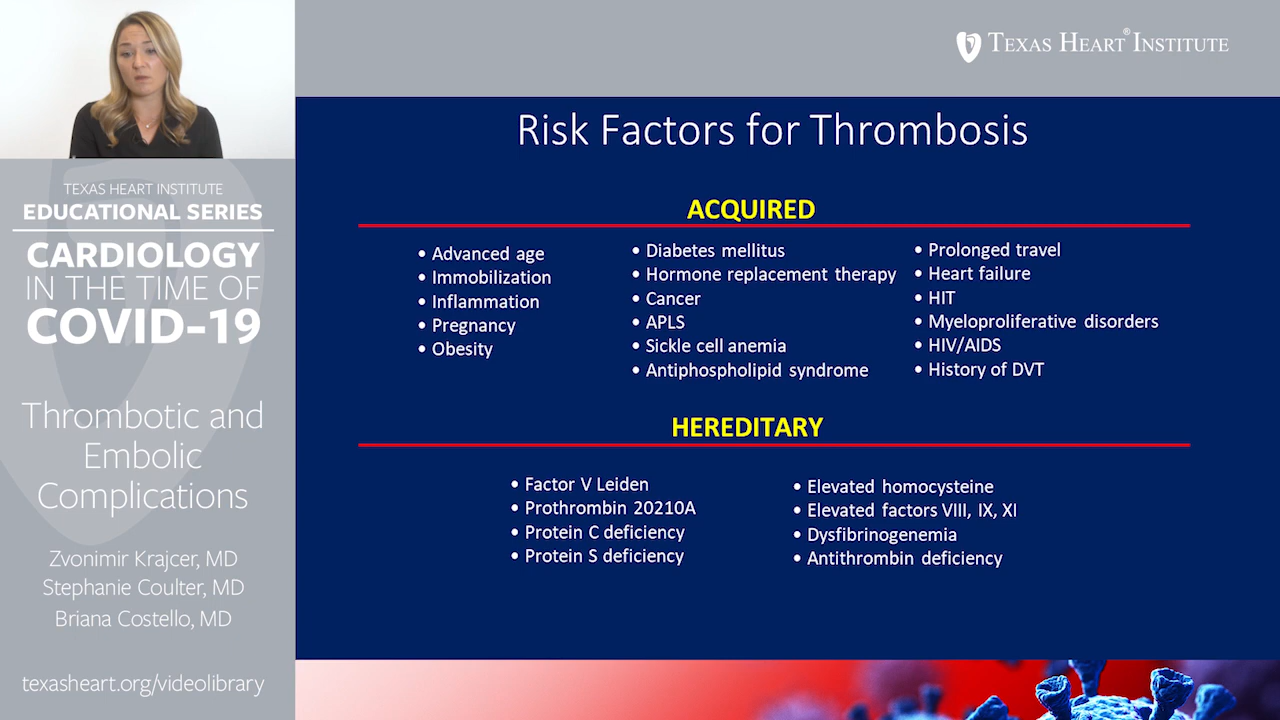 TEXAS HEART® INSTITUTE
TEXAS HEART INSTITUTE
EDUCATIONAL SERIES
CARDIOLOGY
IN THE TIME OF
COVID-19
Thrombotic and
Embolic
Complications
Zvonimir Krajcer, MD
Stephanie Coulter, MD
Briana Costello, MD
texasheart.org/videolibrary
Risk Factors for Thrombosis
ACQUIRED
• Advanced age
• Immobilization
• Inflammation
• Pregnancy
• Obesity
• Diabetes mellitus
• Hormone replacement therapy
• Cancer
• APLS
• Sickle cell anemia
• Antiphospholipid syndrome
• Prolonged travel
• Heart failure
• HIT
• Myeloproliferative disorders
• HIV/AIDS
• History of DVT
HEREDITARY
• Factor V Leiden
• Prothrombin 20210A
• Protein C deficiency
• Protein S deficiency
• Elevated homocysteine
• Elevated factors VIII, IX, XI
• Dysfibrinogenemia
• Antithrombin deficiency